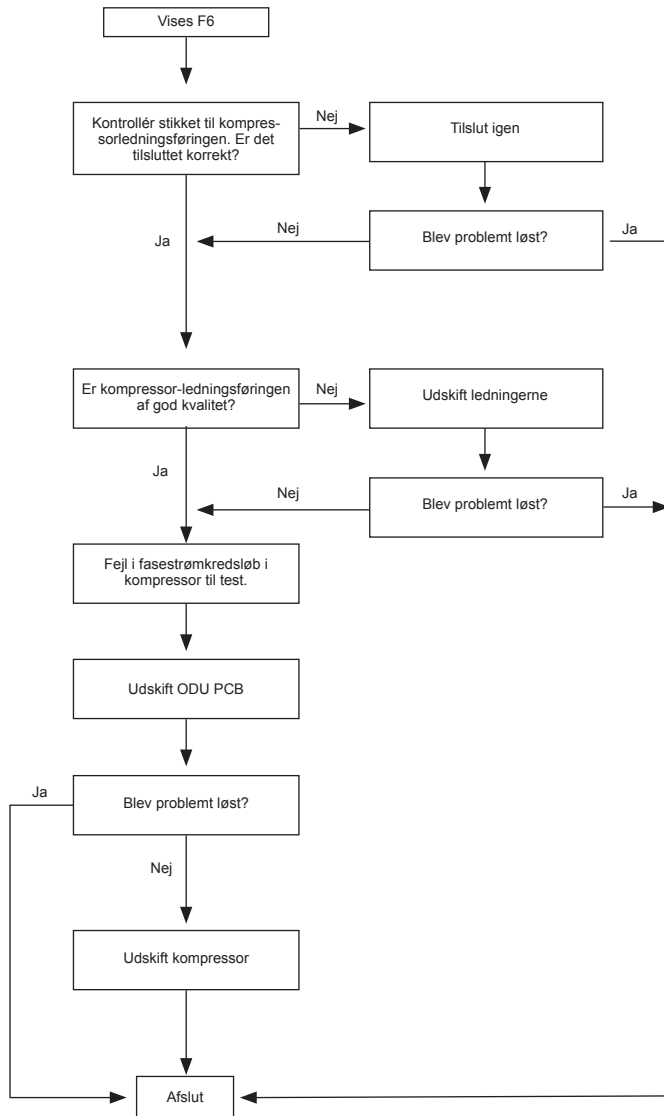 Vises F6
Nej
Kontrollér stikket til kompres-
sorledningsføringen. Er det
tilsluttet korrekt?
Tilslut igen
Ja
Nej
Blev problemt løst?
Ja
Er kompressor-ledningsføringen
af god kvalitet?
Nej
Udskift ledningerne
Ja
Nej
Blev problemt løst?
Ja
Fejl i fasestrømkredsløb i
kompressor til test.
Udskift ODU PCB
Ja
Blev problemt løst?
Nej
Udskift kompressor
Afslut